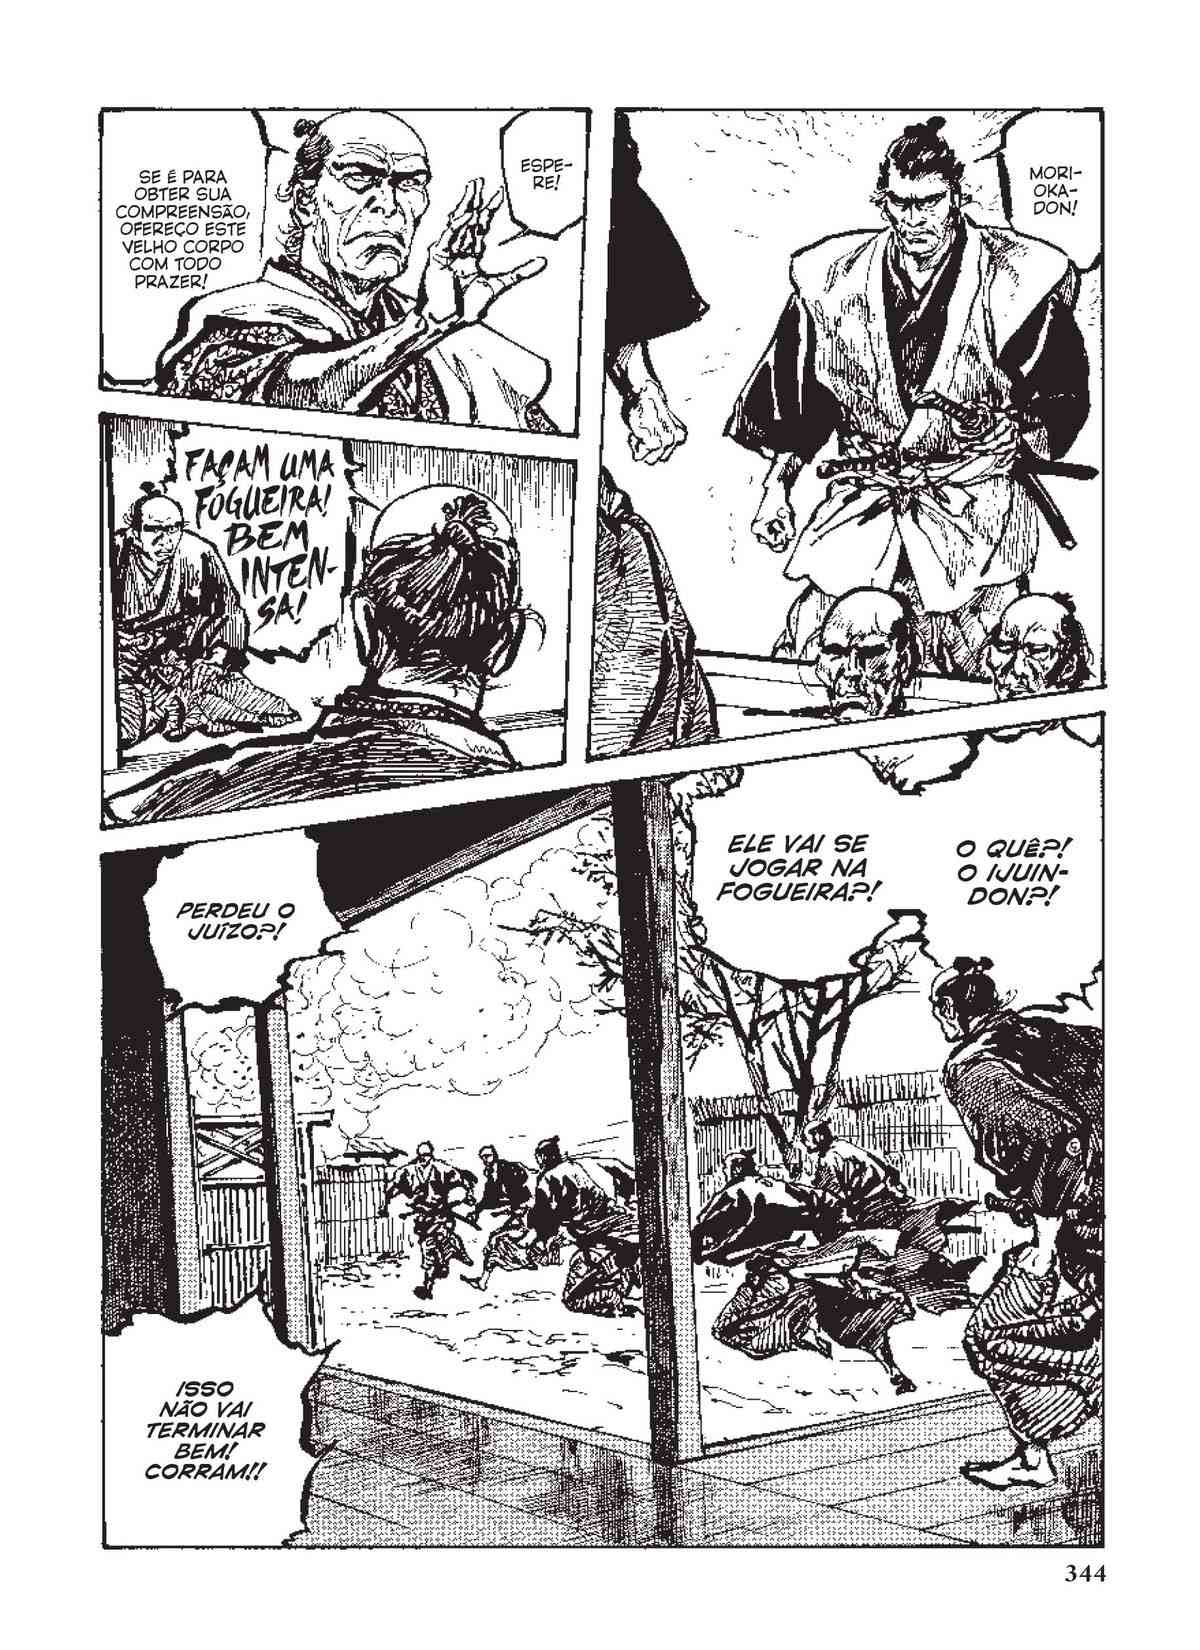 MORI-
OKA-
DON!
ESPE-
RE!
SE É PARA
OBTER SUA
COMPREENSÃO,
OFEREÇO ESTE
VELHO CORPO
COM TODO
PRAZER!
FAÇAM UMA
FOGUEIRA!
BEM
INTEN-
SA!
O QUÊ?!
O IJUIN-
DON?!
ELE VAI SE
JOGAR NA
FOGUEIRA?!
PERDEU O
JUÍZO?!
ISSO
NÃO VAI
TERMINAR
BEM!
CORRAM!!
344